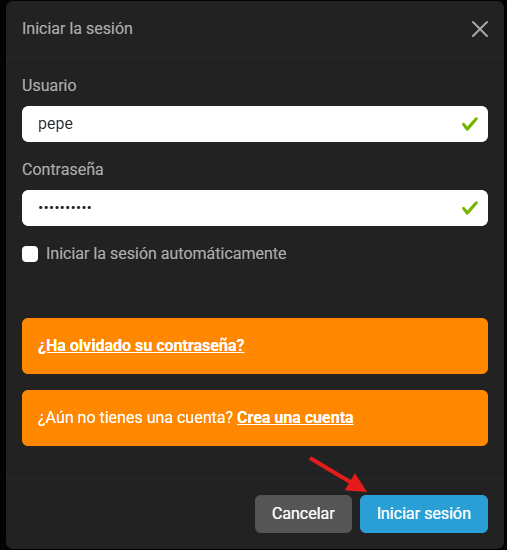 Iniciar la sesión
Usuario
pepe
Contraseña
••••••••••
Iniciar la sesión automáticamente
¿Ha olvidado su contraseña?
¿Aún no tienes una cuenta? Crea una cuenta
Cancelar
Iniciar sesión